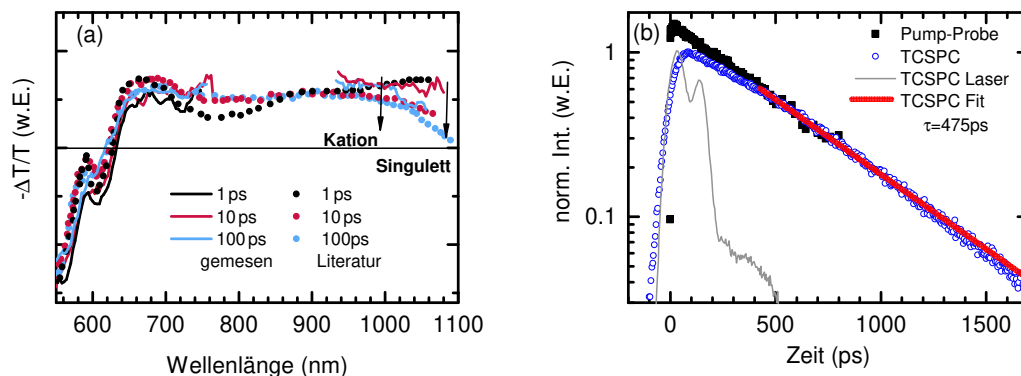 (a)
-ΔT/T (w.E.)
Kation
Singulett
1 ps 1 ps
10 ps 10 ps
100 ps 100ps
gemesen Literatur
600 700 800 900 1000 1100
Wellenlänge (nm)
(b)
Pump-Probe
TCSPC
TCSPC Laser
TCSPC Fit
τ=475ps
norm. Int. (w.E.)
1
0.1
0 500 1000 1500
Zeit (ps)